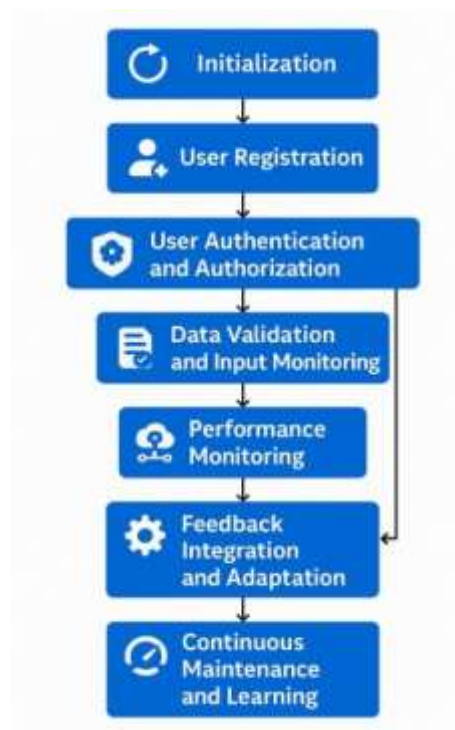 Initialization
User Registration
User Authentication
and Authorization
Data Validation
and Input Monitoring
Performance
Monitoring
Feedback
Integration
and Adaptation
Continuous
Maintenance
and Learning